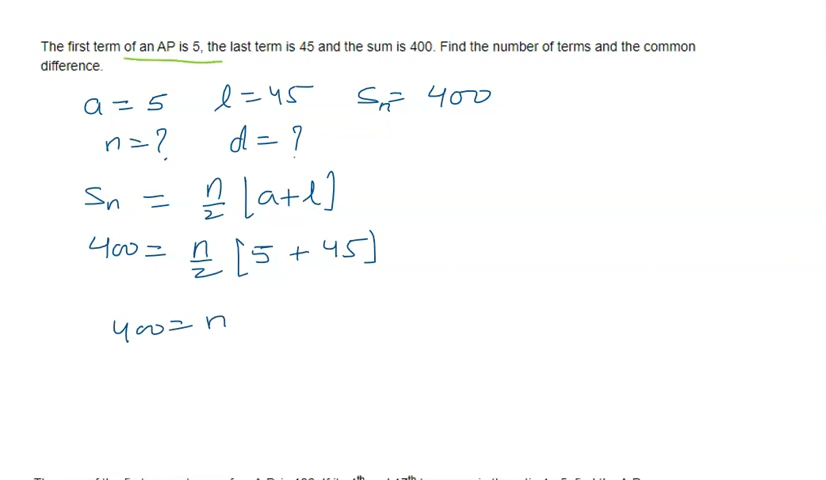 The first term of an AP is 5, the last term is 45 and the sum is 400. Find the number of terms and the common
difference.
a = 5 l = 45 Sn = 400
n = ? d = ?
Sn = n/2 [a+l]
400 = n/2 [5 + 45]
400 = n